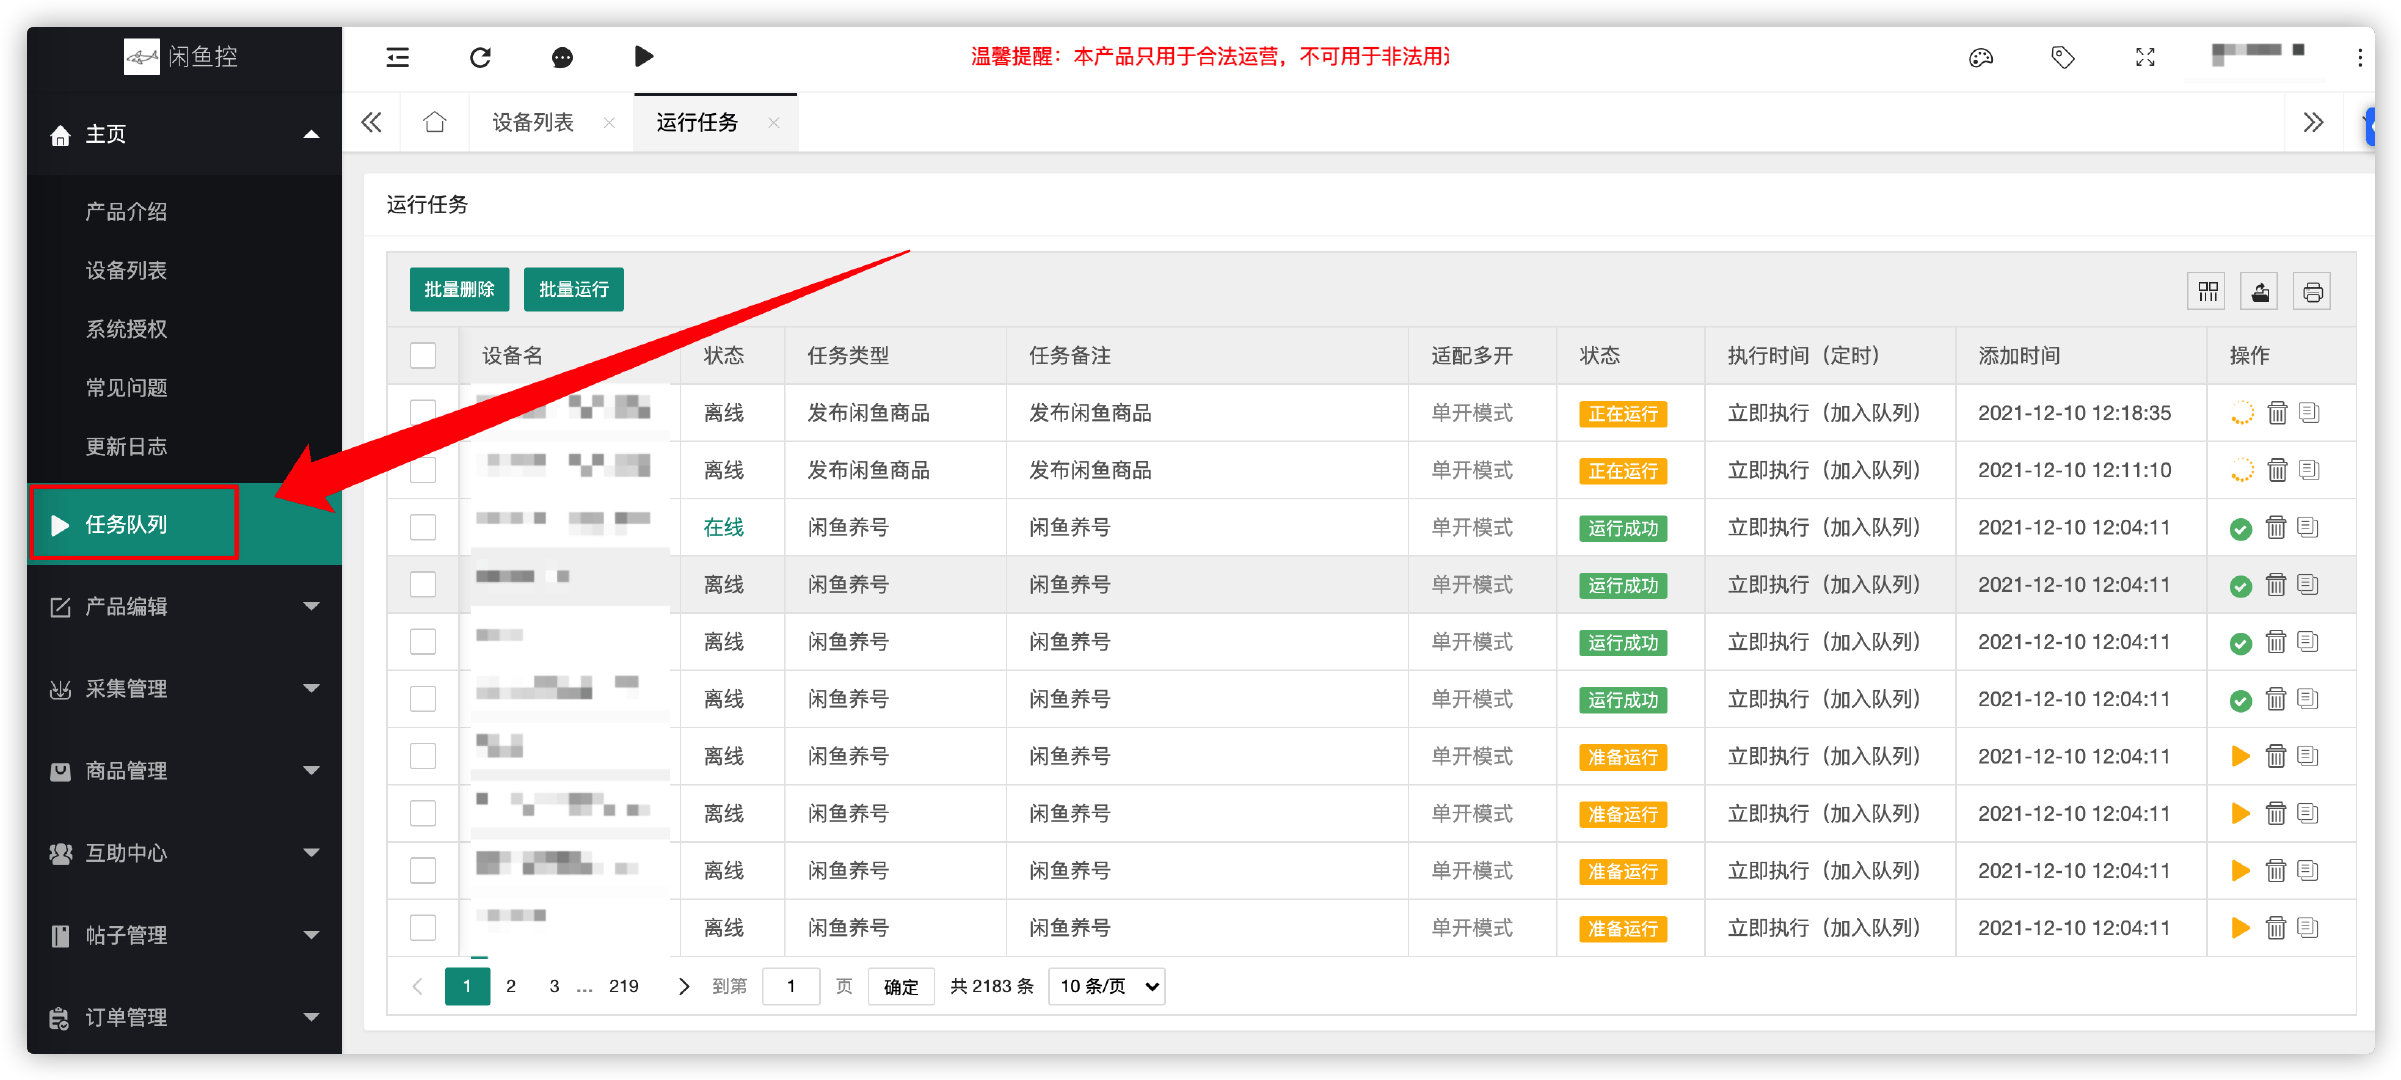 闲鱼控
温馨提醒：本产品只用于合法运营，不可用于非法用
主页
产品介绍
设备列表
系统授权
常见问题
更新日志
任务队列
产品编辑
采集管理
商品管理
互助中心
帖子管理
订单管理
设备列表 运行任务
运行任务
批量删除 批量运行
设备名 状态 任务类型 任务备注 适配多开 状态 执行时间（定时） 添加时间 操作
离线 发布闲鱼商品 发布闲鱼商品 单开模式 正在运行 立即执行（加入队列） 2021-12-10 12:18:35
离线 发布闲鱼商品 发布闲鱼商品 单开模式 正在运行 立即执行（加入队列） 2021-12-10 12:11:10
在线 闲鱼养号 闲鱼养号 单开模式 运行成功 立即执行（加入队列） 2021-12-10 12:04:11
离线 闲鱼养号 闲鱼养号 单开模式 运行成功 立即执行（加入队列） 2021-12-10 12:04:11
离线 闲鱼养号 闲鱼养号 单开模式 运行成功 立即执行（加入队列） 2021-12-10 12:04:11
离线 闲鱼养号 闲鱼养号 单开模式 运行成功 立即执行（加入队列） 2021-12-10 12:04:11
离线 闲鱼养号 闲鱼养号 单开模式 准备运行 立即执行（加入队列） 2021-12-10 12:04:11
离线 闲鱼养号 闲鱼养号 单开模式 准备运行 立即执行（加入队列） 2021-12-10 12:04:11
离线 闲鱼养号 闲鱼养号 单开模式 准备运行 立即执行（加入队列） 2021-12-10 12:04:11
离线 闲鱼养号 闲鱼养号 单开模式 准备运行 立即执行（加入队列） 2021-12-10 12:04:11
1 2 3 … 219 到第 1 页 确定 共 2183 条 10 条/页